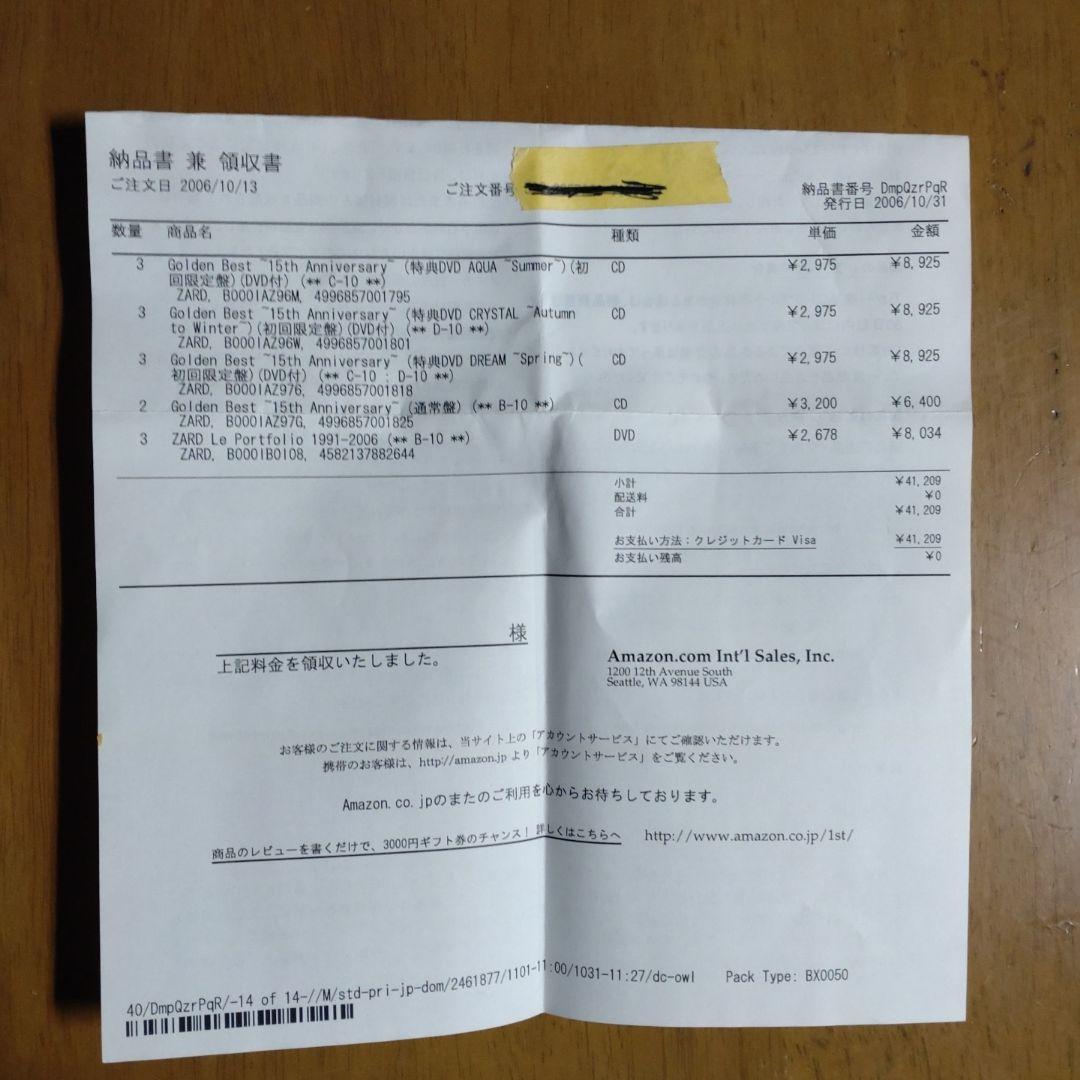 納品書 兼 領収書
ご注文日 2006/10/13 ご注文番号 納品書番号 DmpQzrPqR
発行日 2006/10/31
数量 商品名 種類 単価 金額
3 Golden Best ~15th Anniversary~ (特典DVD AQUA ~Summer~)(初 CD ¥2,975 ¥8,925
回限定盤)(DVD付) (** C-10 **)
ZARD, B000IAZ96M, 4996857001795
3 Golden Best ~15th Anniversary~ (特典DVD CRYSTAL ~Autumn CD ¥2,975 ¥8,925
to Winter~)(初回限定盤)(DVD付) (** D-10 **)
ZARD, B000IAZ96W, 4996857001801
3 Golden Best ~15th Anniversary~ (特典DVD DREAM ~Spring~)( CD ¥2,975 ¥8,925
初回限定盤)(DVD付) (** C-10 : D-10 **)
ZARD, B000IAZ976, 4996857001818
2 Golden Best ~15th Anniversary~ (通常盤) (** B-10 **) CD ¥3,200 ¥6,400
ZARD, B000IAZ97G, 4996857001825
3 ZARD Le Portfolio 1991-2006 (** B-10 **) DVD ¥2,678 ¥8,034
ZARD, B000IB0I08, 4582137882644
小計 ¥41,209
配送料 ¥0
合計 ¥41,209
お支払い方法：クレジットカード Visa ¥41,209
お支払い残高 ¥0
様
上記料金を領収いたしました。
Amazon.com Int'l Sales, Inc.
1200 12th Avenue South
Seattle, WA 98144 USA
お客様のご注文に関する情報は、当サイト上の「アカウントサービス」にてご確認いただけます。
携帯のお客様は、http://amazon.jp より「アカウントサービス」をご覧ください。
Amazon.co.jpのまたのご利用を心からお待ちしております。
商品のレビューを書くだけで、3000円ギフト券のチャンス！ 詳しくはこちらへ http://www.amazon.co.jp/1st/
40/DmpQzrPqR/-14 of 14-//M/std-pri-jp-dom/2461877/1101-11:00/1031-11:27/dc-owl Pack Type: BX0050